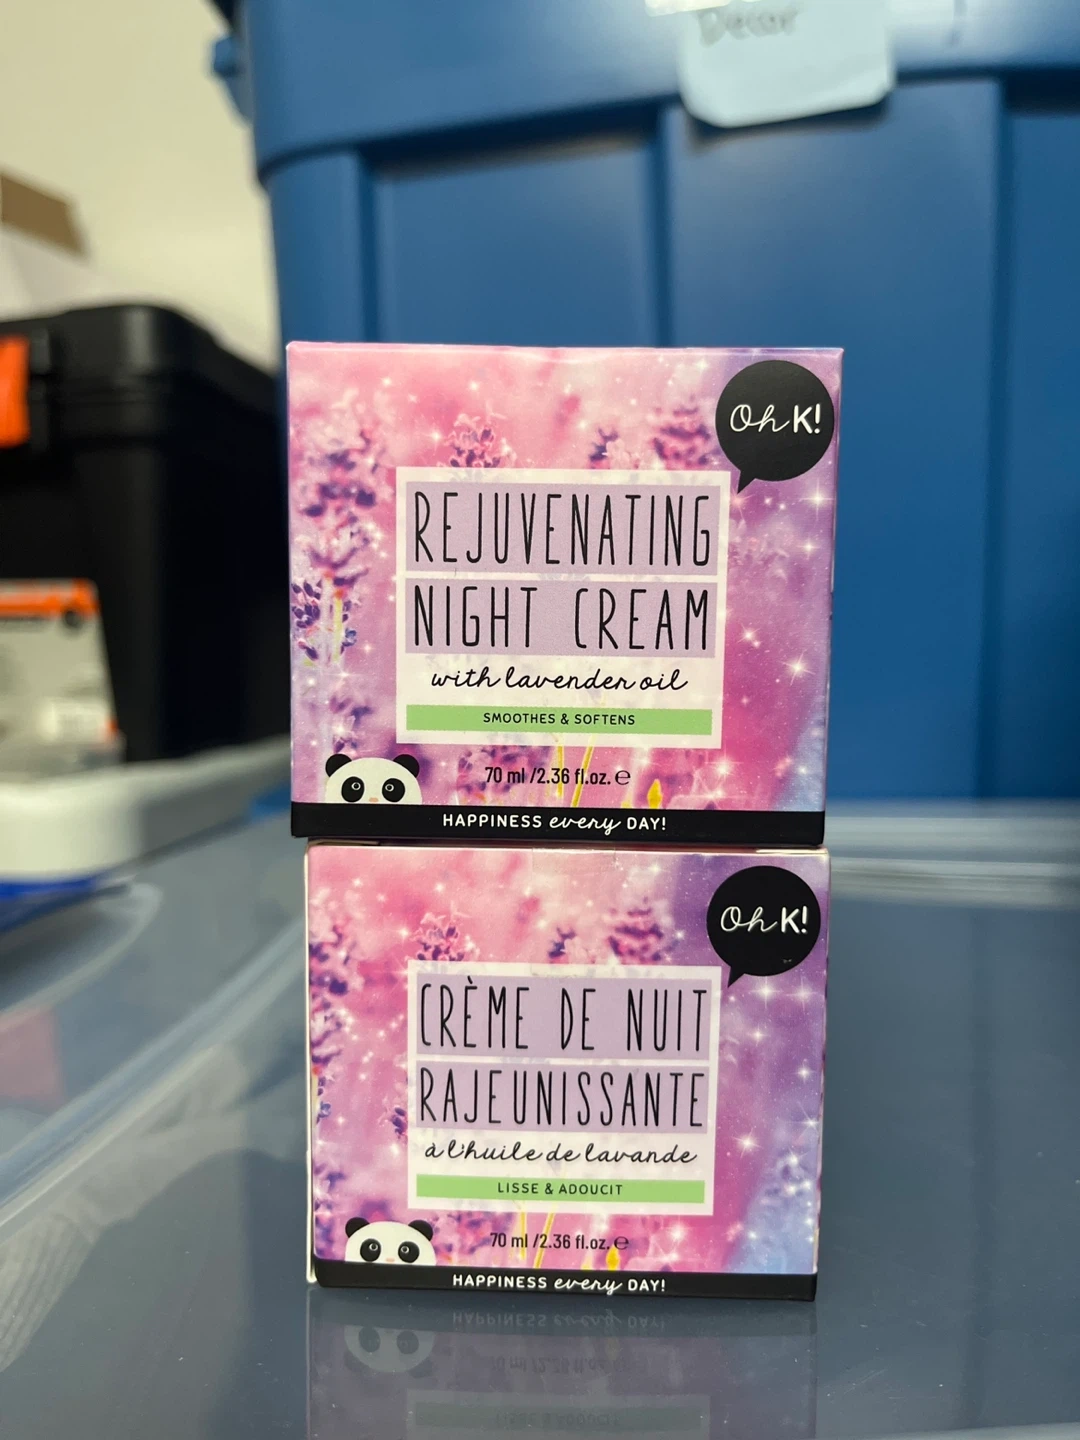 Decor
Oh K!
REJUVENATING
NIGHT CREAM
with lavender oil
SMOOTHES & SOFTENS
70 ml /2.36 fl.oz. ℮
HAPPINESS every DAY!
Oh K!
CRÈME DE NUIT
RAJEUNISSANTE
à l'huile de lavande
LISSE & ADOUCIT
70 ml /2.36 fl.oz. ℮
HAPPINESS every DAY!